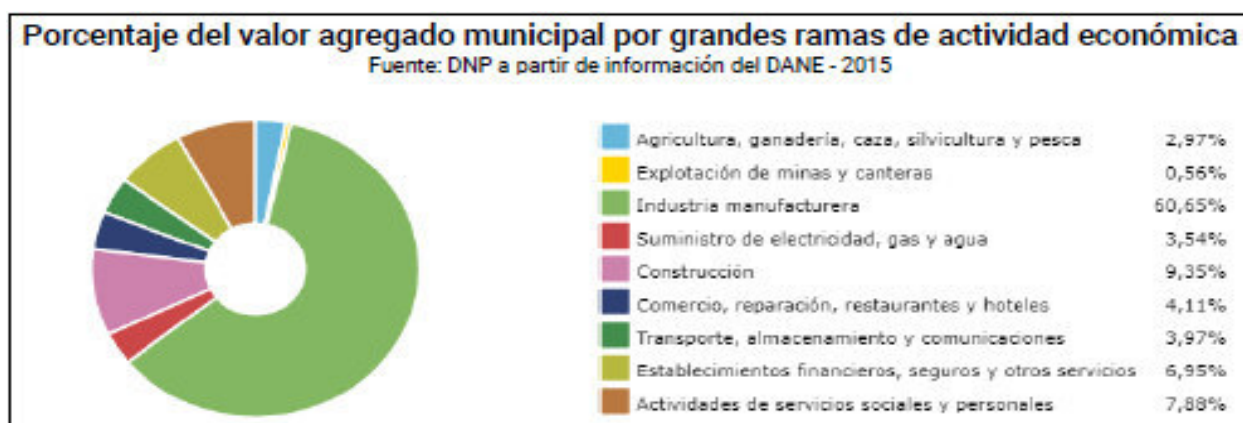 Porcentaje del valor agregado municipal por grandes ramas de actividad económica
Fuente: DNP a partir de información del DANE - 2015
Agricultura, ganadería, caza, silvicultura y pesca 2,97%
Explotación de minas y canteras 0,56%
Industria manufacturera 60,65%
Suministro de electricidad, gas y agua 3,54%
Construcción 9,35%
Comercio, reparación, restaurantes y hoteles 4,11%
Transporte, almacenamiento y comunicaciones 3,97%
Establecimientos financieros, seguros y otros servicios 6,95%
Actividades de servicios sociales y personales 7,88%